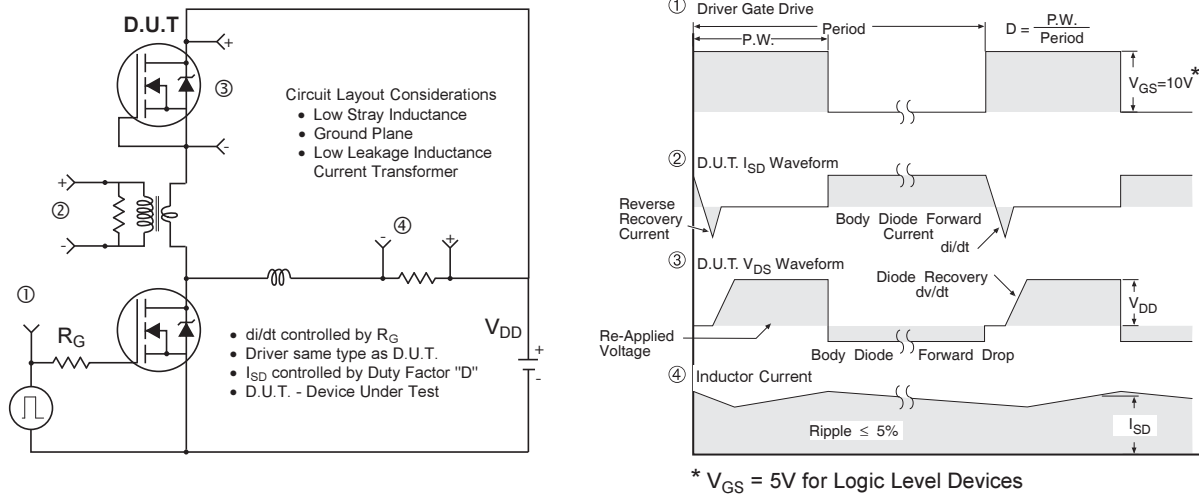 D.U.T
+
③
-
Circuit Layout Considerations
• Low Stray Inductance
• Ground Plane
• Low Leakage Inductance
Current Transformer
+
②
-
④
-
+
①
R_G
V_DD
+
-
• di/dt controlled by R_G
• Driver same type as D.U.T.
• I_SD controlled by Duty Factor "D"
• D.U.T. - Device Under Test
① Driver Gate Drive
Period
P.W.
D = P.W.
Period
V_GS=10V*
② D.U.T. I_SD Waveform
Reverse
Recovery
Current
Body Diode Forward
Current
di/dt
③ D.U.T. V_DS Waveform
Diode Recovery
dv/dt
V_DD
Re-Applied
Voltage
Body Diode Forward Drop
④ Inductor Current
Ripple ≤ 5%
I_SD
* V_GS = 5V for Logic Level Devices